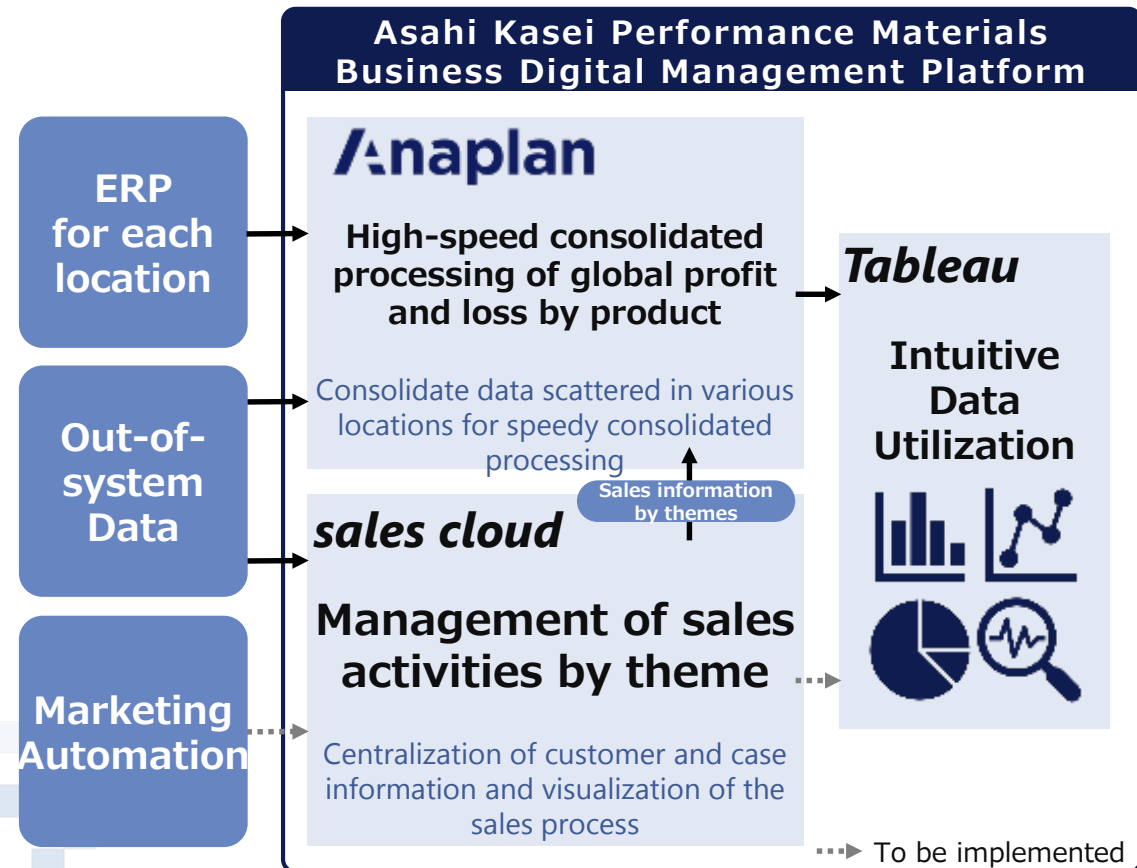 Asahi Kasei Performance Materials
Business Digital Management Platform
ERP
for each
location
Out-of-
system
Data
Marketing
Automation
Anaplan
High-speed consolidated
processing of global profit
and loss by product
Consolidate data scattered in various
locations for speedy consolidated
processing
Sales information
by themes
sales cloud
Management of sales
activities by theme
Centralization of customer and case
information and visualization of the
sales process
Tableau
Intuitive
Data
Utilization
To be implemented